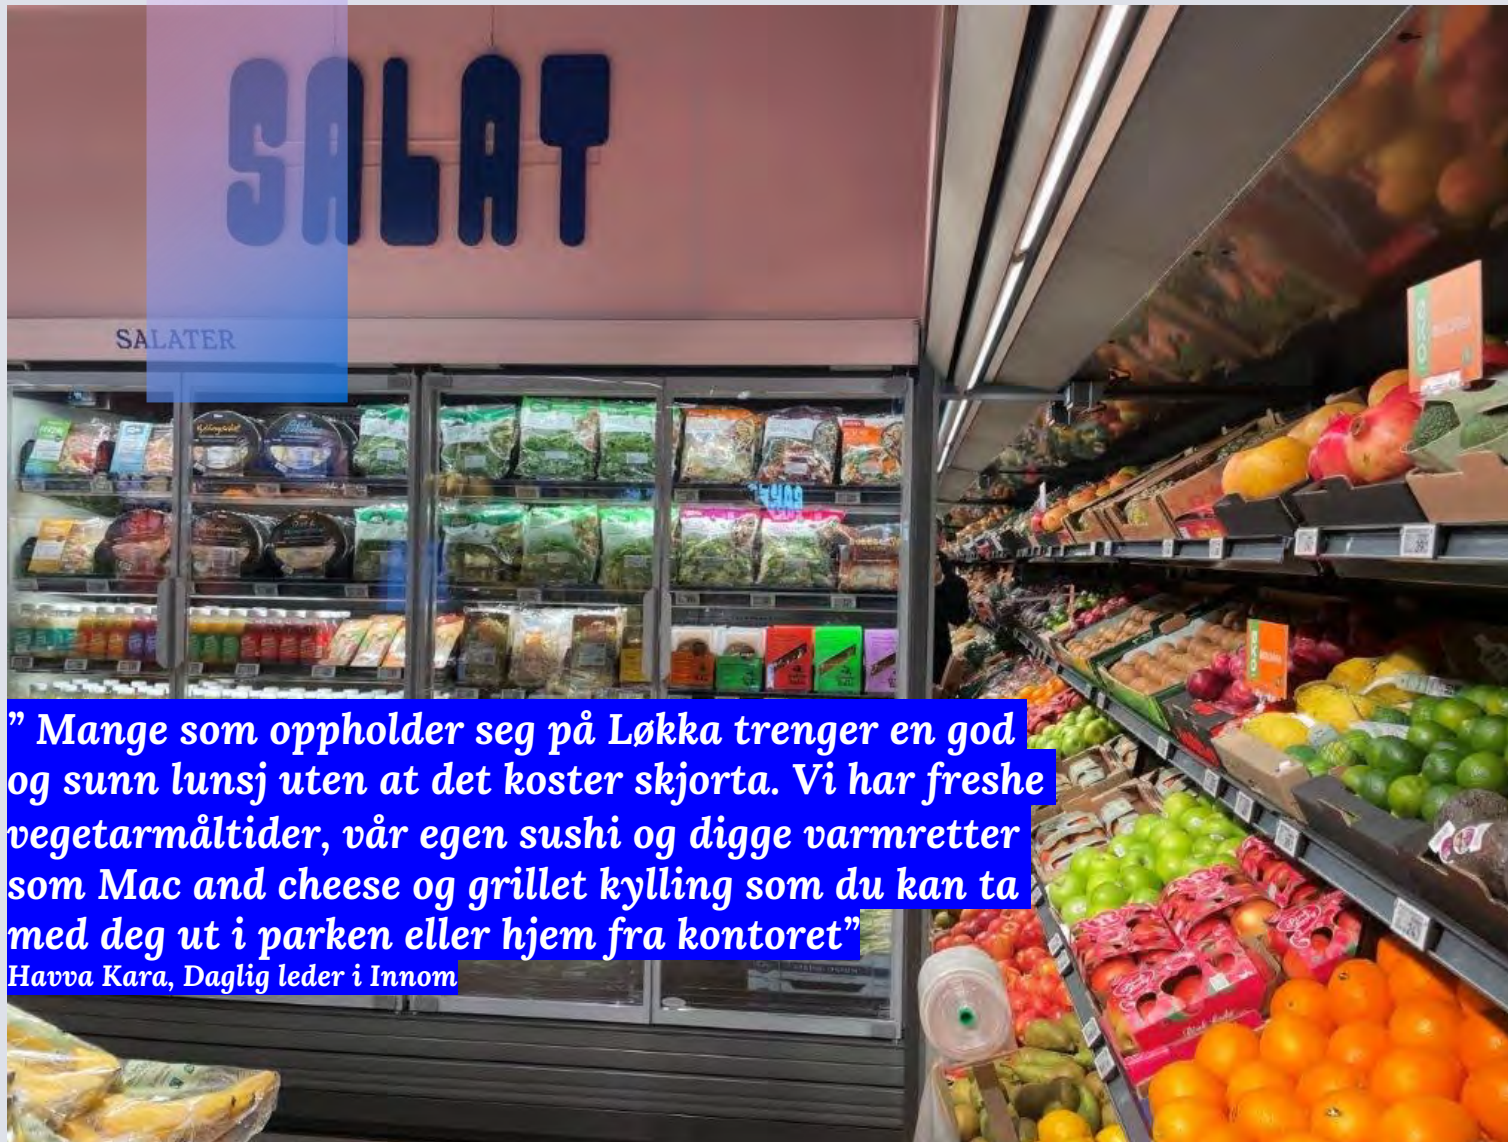 SALAT
SALATER
ØKO
ØKO
” Mange som oppholder seg på Løkka trenger en god
og sunn lunsj uten at det koster skjorta. Vi har freshe
vegetarmåltider, vår egen sushi og digge varmretter
som Mac and cheese og grillet kylling som du kan ta
med deg ut i parken eller hjem fra kontoret”
Havva Kara, Daglig leder i Innom